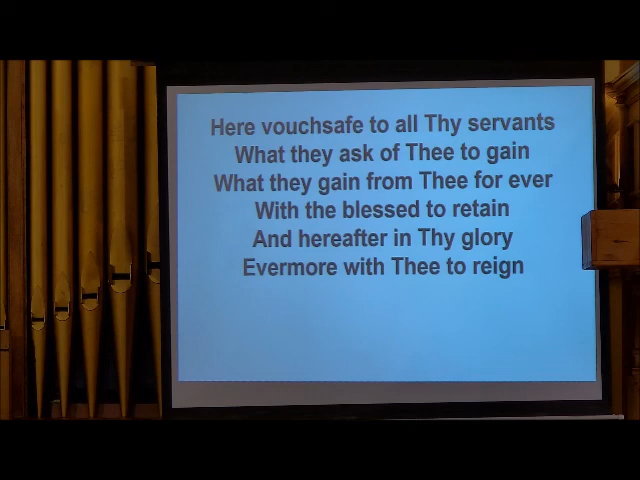 Here vouchsafe to all Thy servants
What they ask of Thee to gain
What they gain from Thee for ever
With the blessed to retain
And hereafter in Thy glory
Evermore with Thee to reign